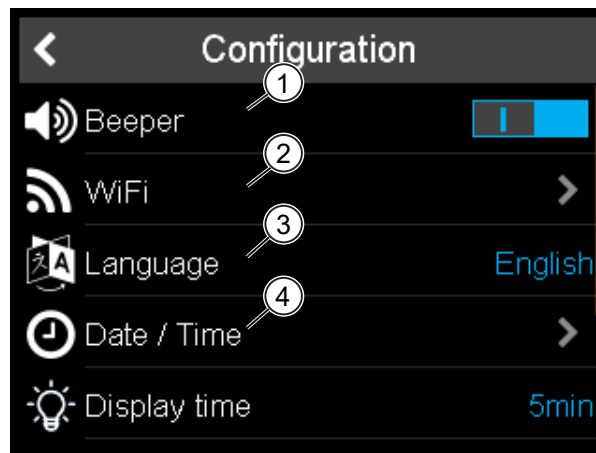 Configuration
1
Beeper
2
WiFi
3
Language English
4
Date / Time
Display time 5min